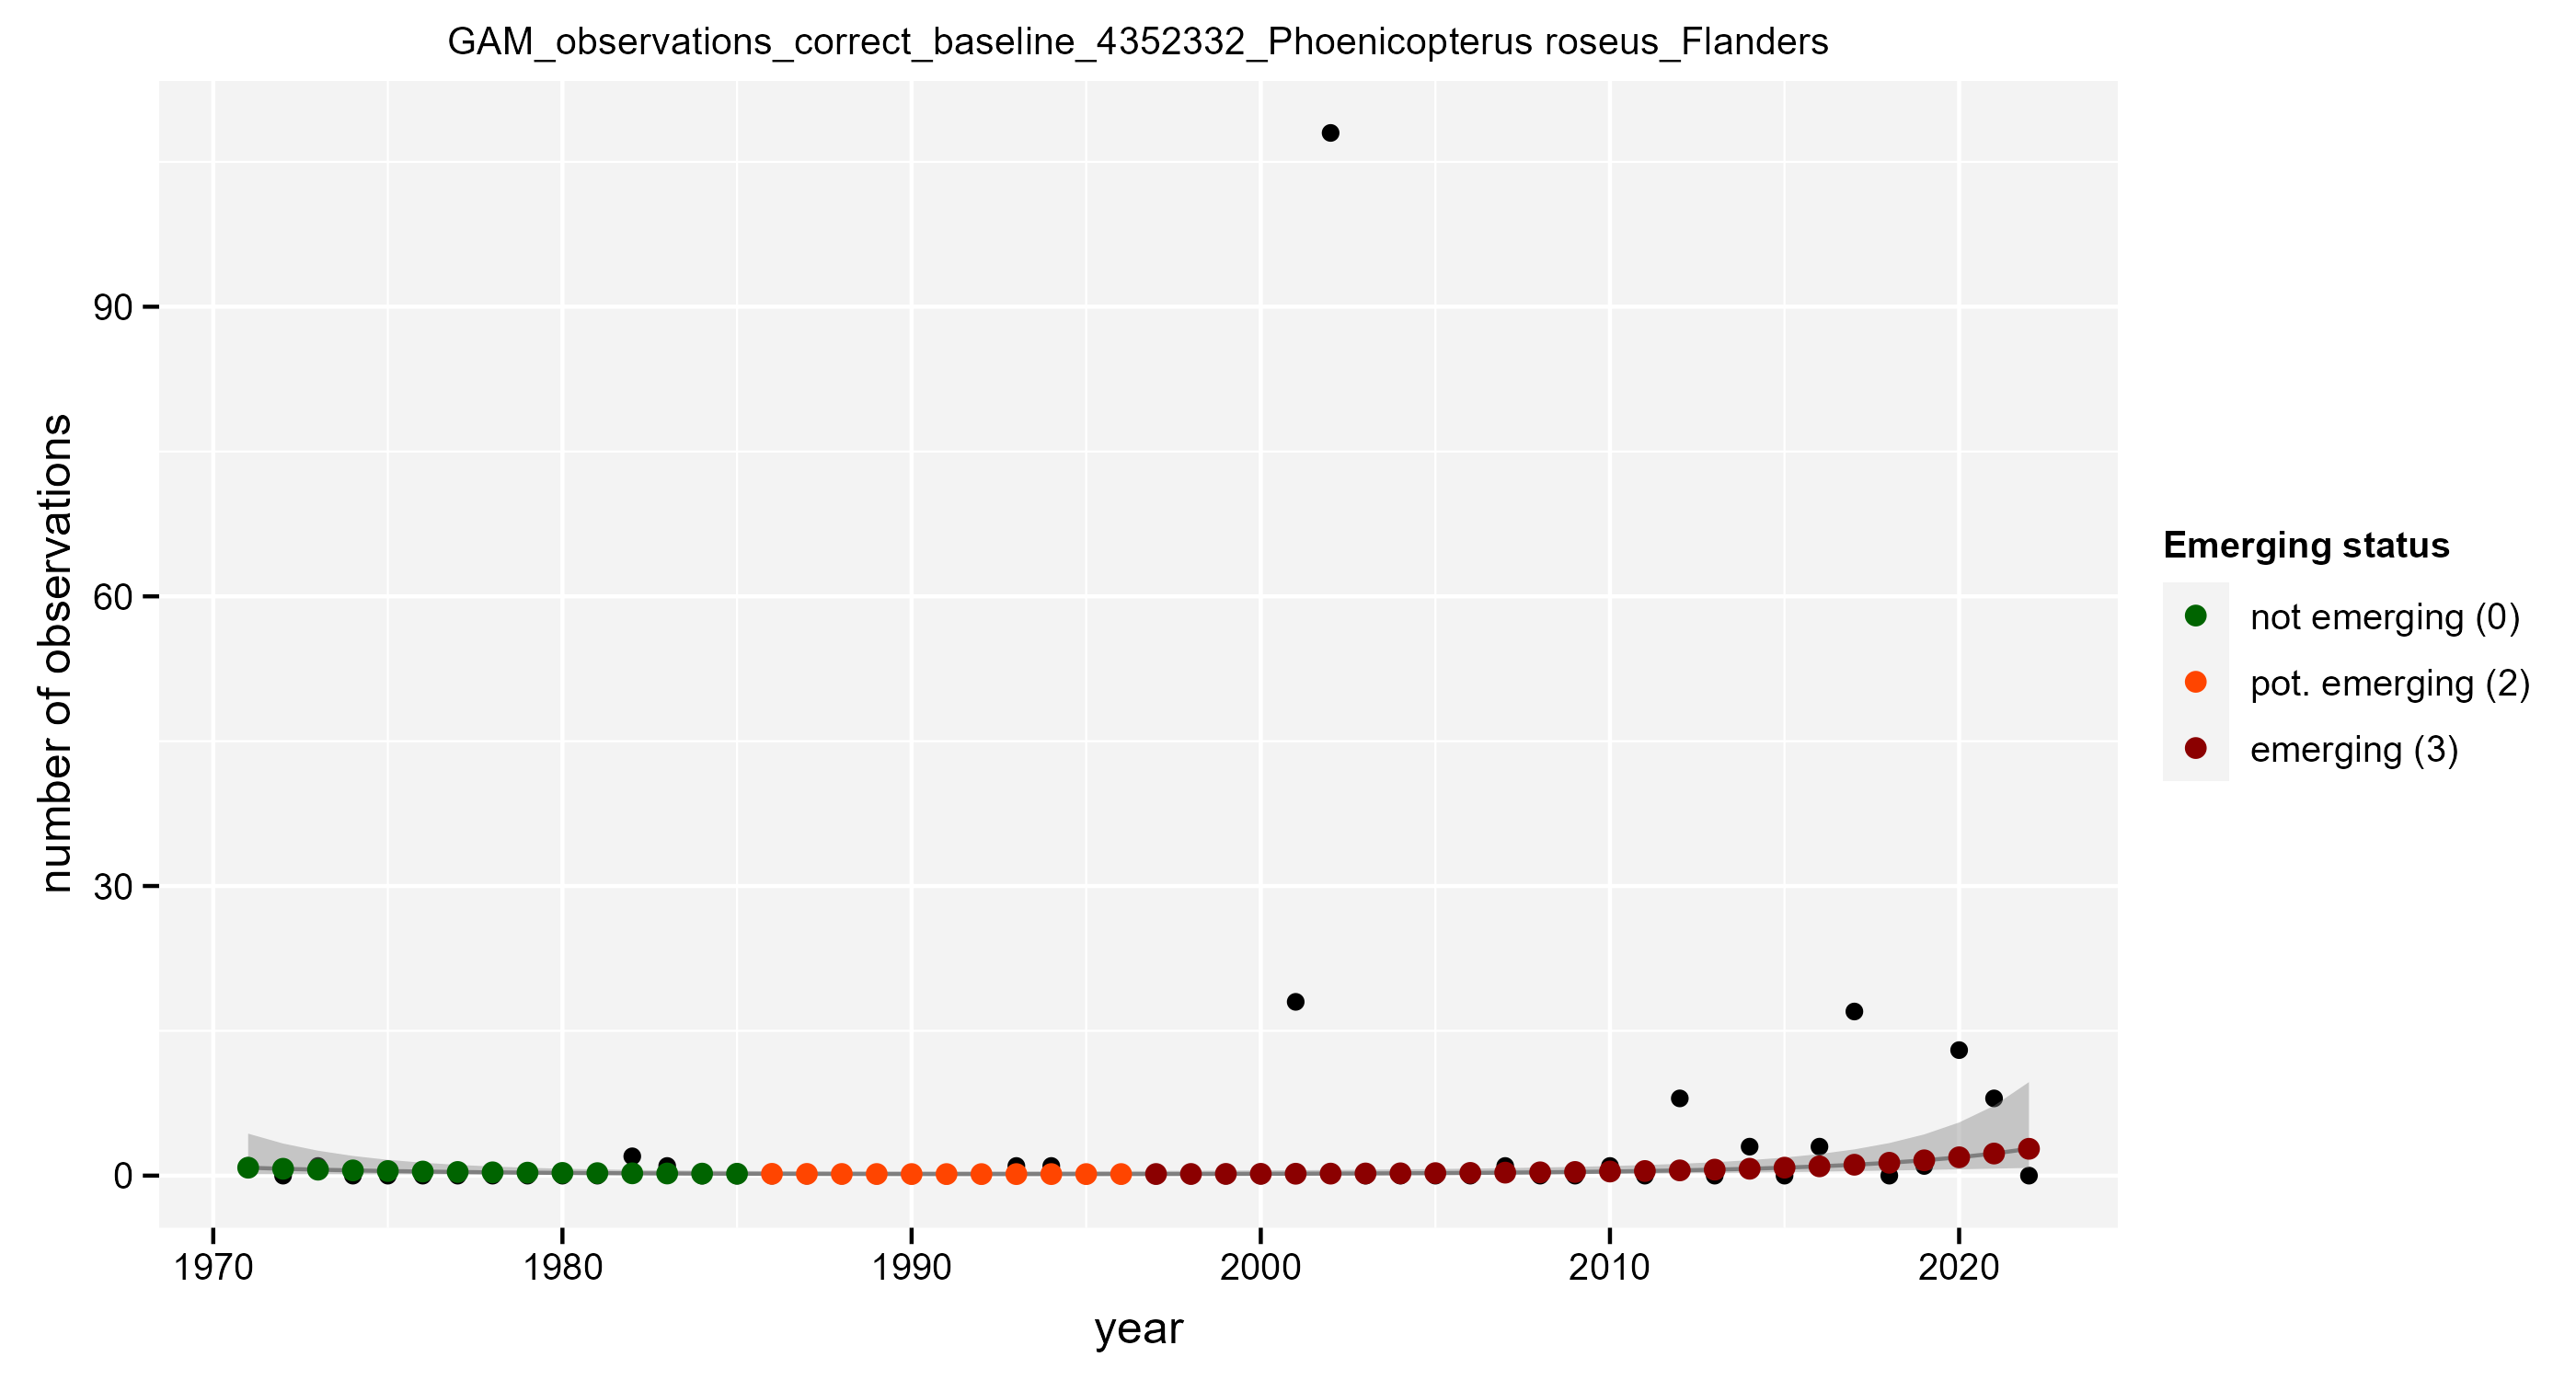 GAM_observations_correct_baseline_4352332_Phoenicopterus roseus_Flanders
number of observations
90
60
30
0
1970 1980 1990 2000 2010 2020
year
Emerging status
not emerging (0)
pot. emerging (2)
emerging (3)